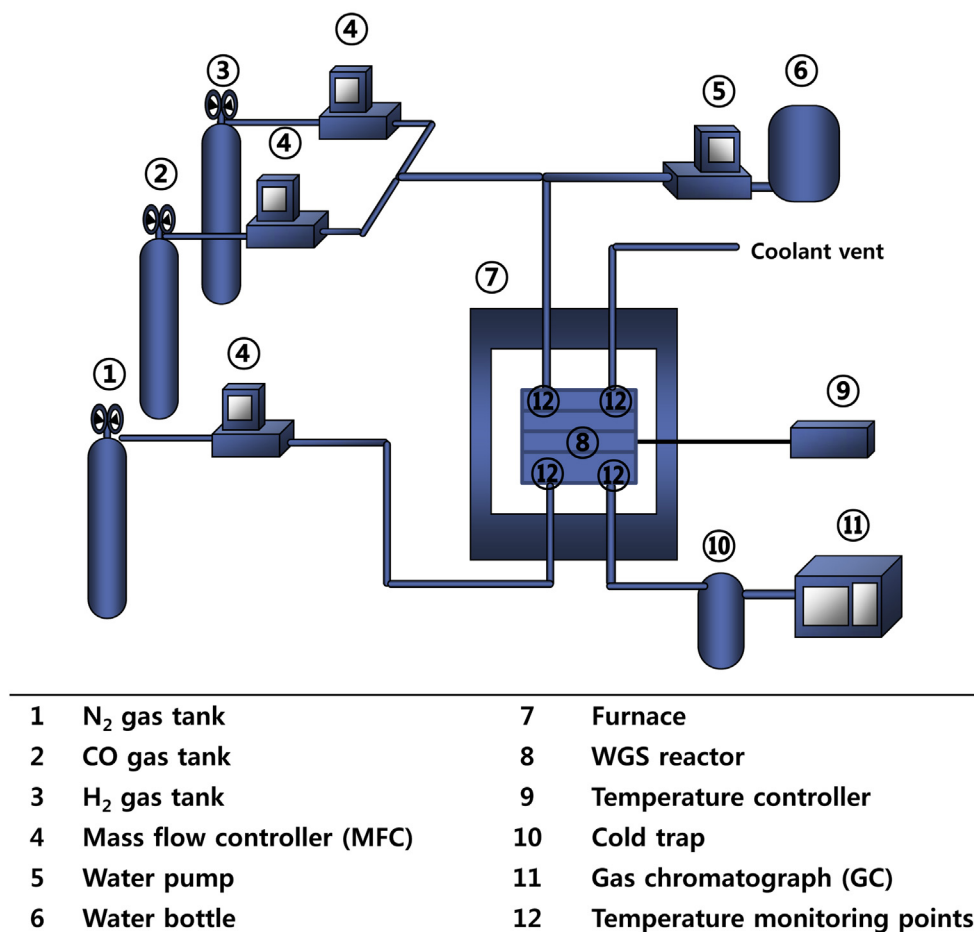 ④
③
④
⑤
⑥
②
Coolant vent
⑦
①
④
⑫
⑫
⑨
⑧
⑫
⑫
⑩
⑪
1 N₂ gas tank
2 CO gas tank
3 H₂ gas tank
4 Mass flow controller (MFC)
5 Water pump
6 Water bottle
7 Furnace
8 WGS reactor
9 Temperature controller
10 Cold trap
11 Gas chromatograph (GC)
12 Temperature monitoring points